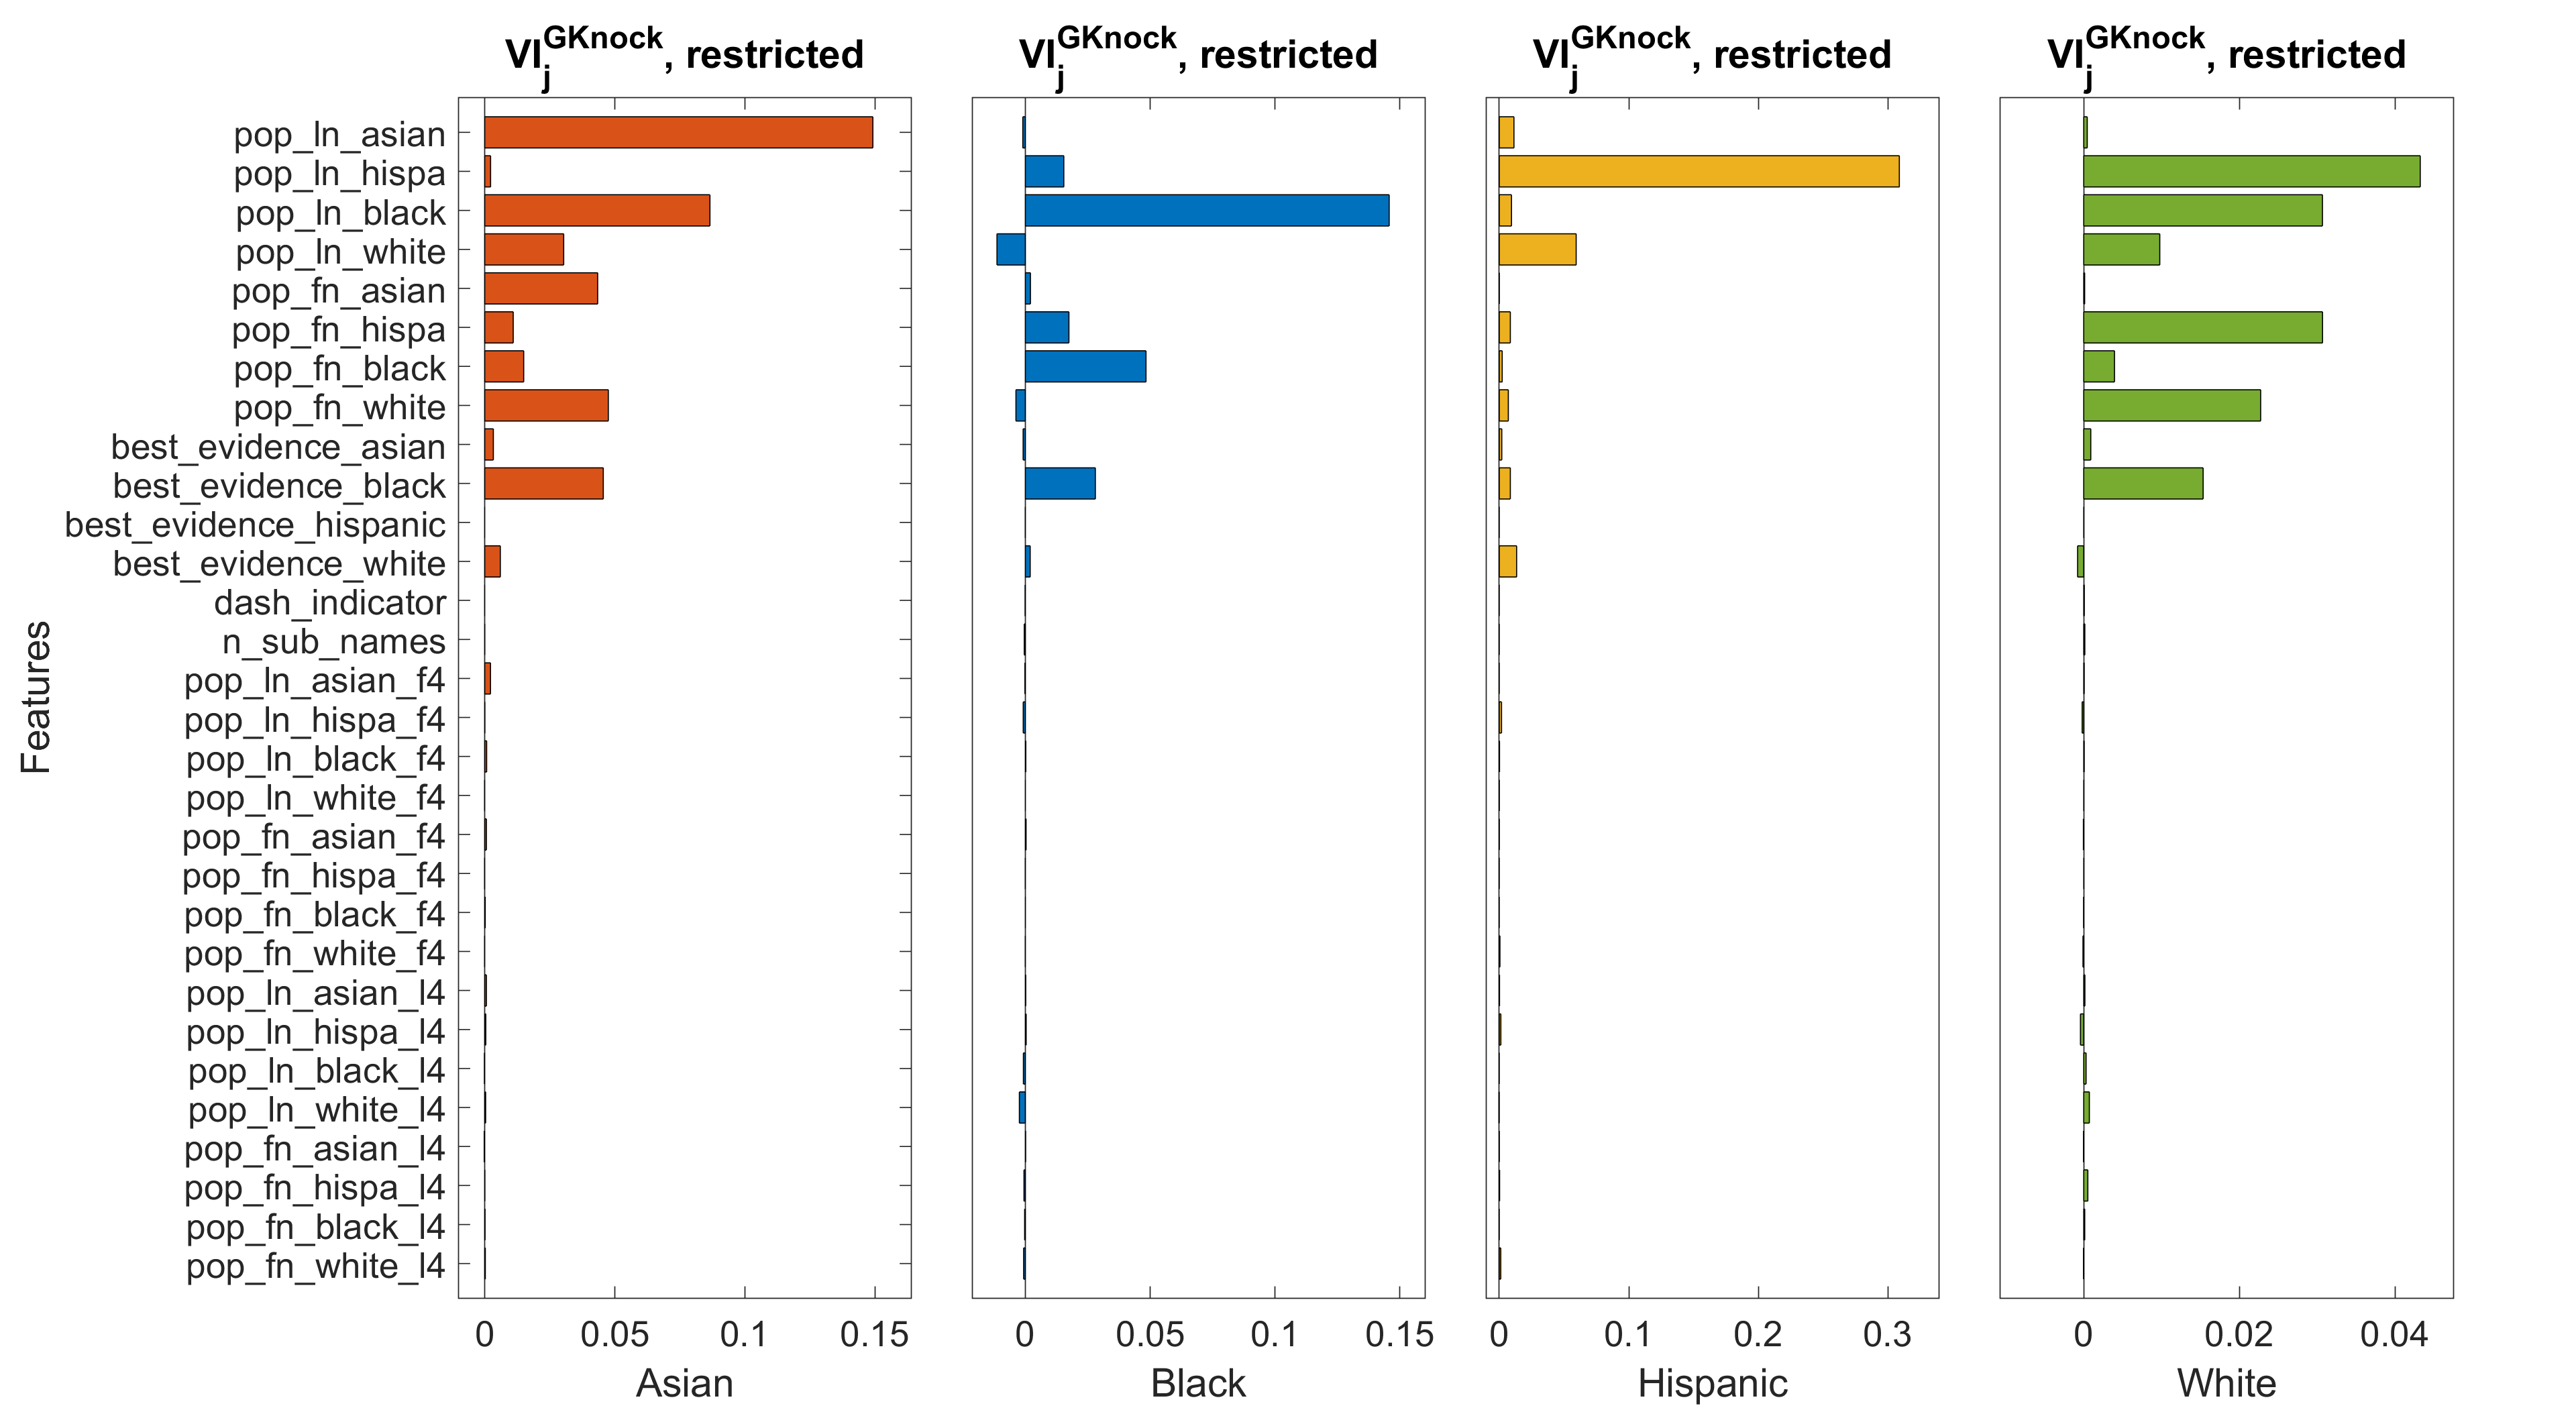 VI_j^GKnock, restricted
VI_j^GKnock, restricted
VI_j^GKnock, restricted
VI_j^GKnock, restricted
Features
pop_ln_asian
pop_ln_hispa
pop_ln_black
pop_ln_white
pop_fn_asian
pop_fn_hispa
pop_fn_black
pop_fn_white
best_evidence_asian
best_evidence_black
best_evidence_hispanic
best_evidence_white
dash_indicator
n_sub_names
pop_ln_asian_f4
pop_ln_hispa_f4
pop_ln_black_f4
pop_ln_white_f4
pop_fn_asian_f4
pop_fn_hispa_f4
pop_fn_black_f4
pop_fn_white_f4
pop_ln_asian_l4
pop_ln_hispa_l4
pop_ln_black_l4
pop_ln_white_l4
pop_fn_asian_l4
pop_fn_hispa_l4
pop_fn_black_l4
pop_fn_white_l4
0 0.05 0.1 0.15
Asian
0 0.05 0.1 0.15
Black
0 0.1 0.2 0.3
Hispanic
0 0.02 0.04
White